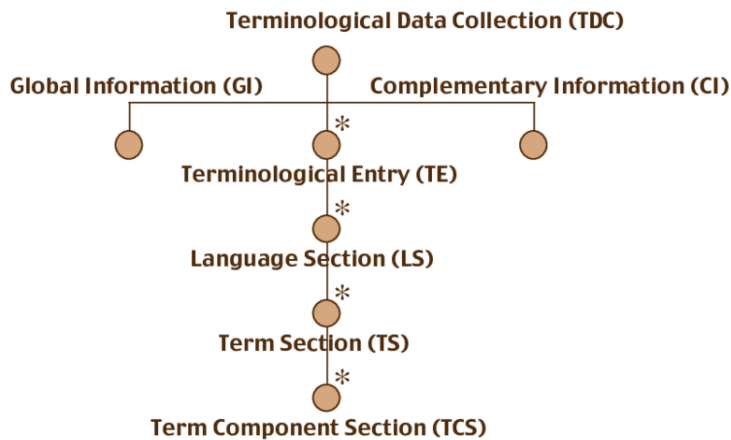 Terminological Data Collection (TDC)
Global Information (GI)
Complementary Information (CI)
*
Terminological Entry (TE)
*
Language Section (LS)
*
Term Section (TS)
*
Term Component Section (TCS)